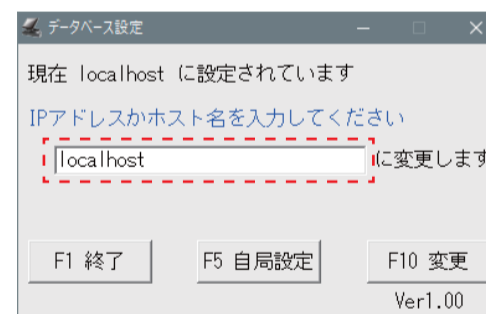 データベース設定
現在 localhost に設定されています
IPアドレスかホスト名を入力してください
localhost に変更します
F1 終了 F5 自局設定 F10 変更
Ver1.00